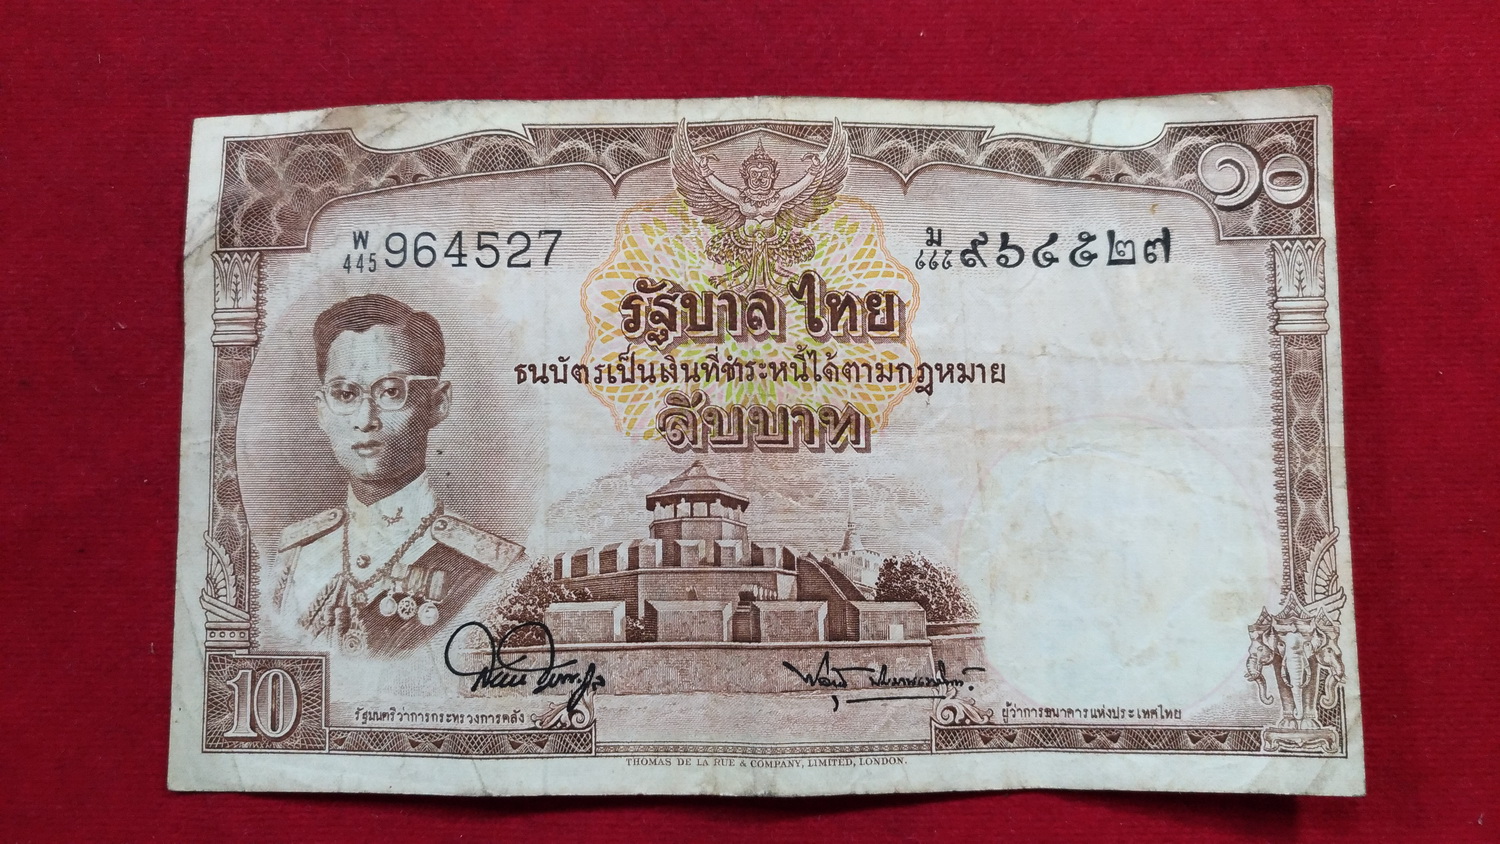 ๑๐
W
445 964527
ม
๔๔๕ ๙๖๔๕๒๗
รัฐบาลไทย
ธนบัตรเป็นเงินที่ชำระหนี้ได้ตามกฎหมาย
สิบบาท
10
รัฐมนตรีว่าการกระทรวงการคลัง
ผู้ว่าการธนาคารแห่งประเทศไทย
THOMAS DE LA RUE & COMPANY, LIMITED, LONDON.